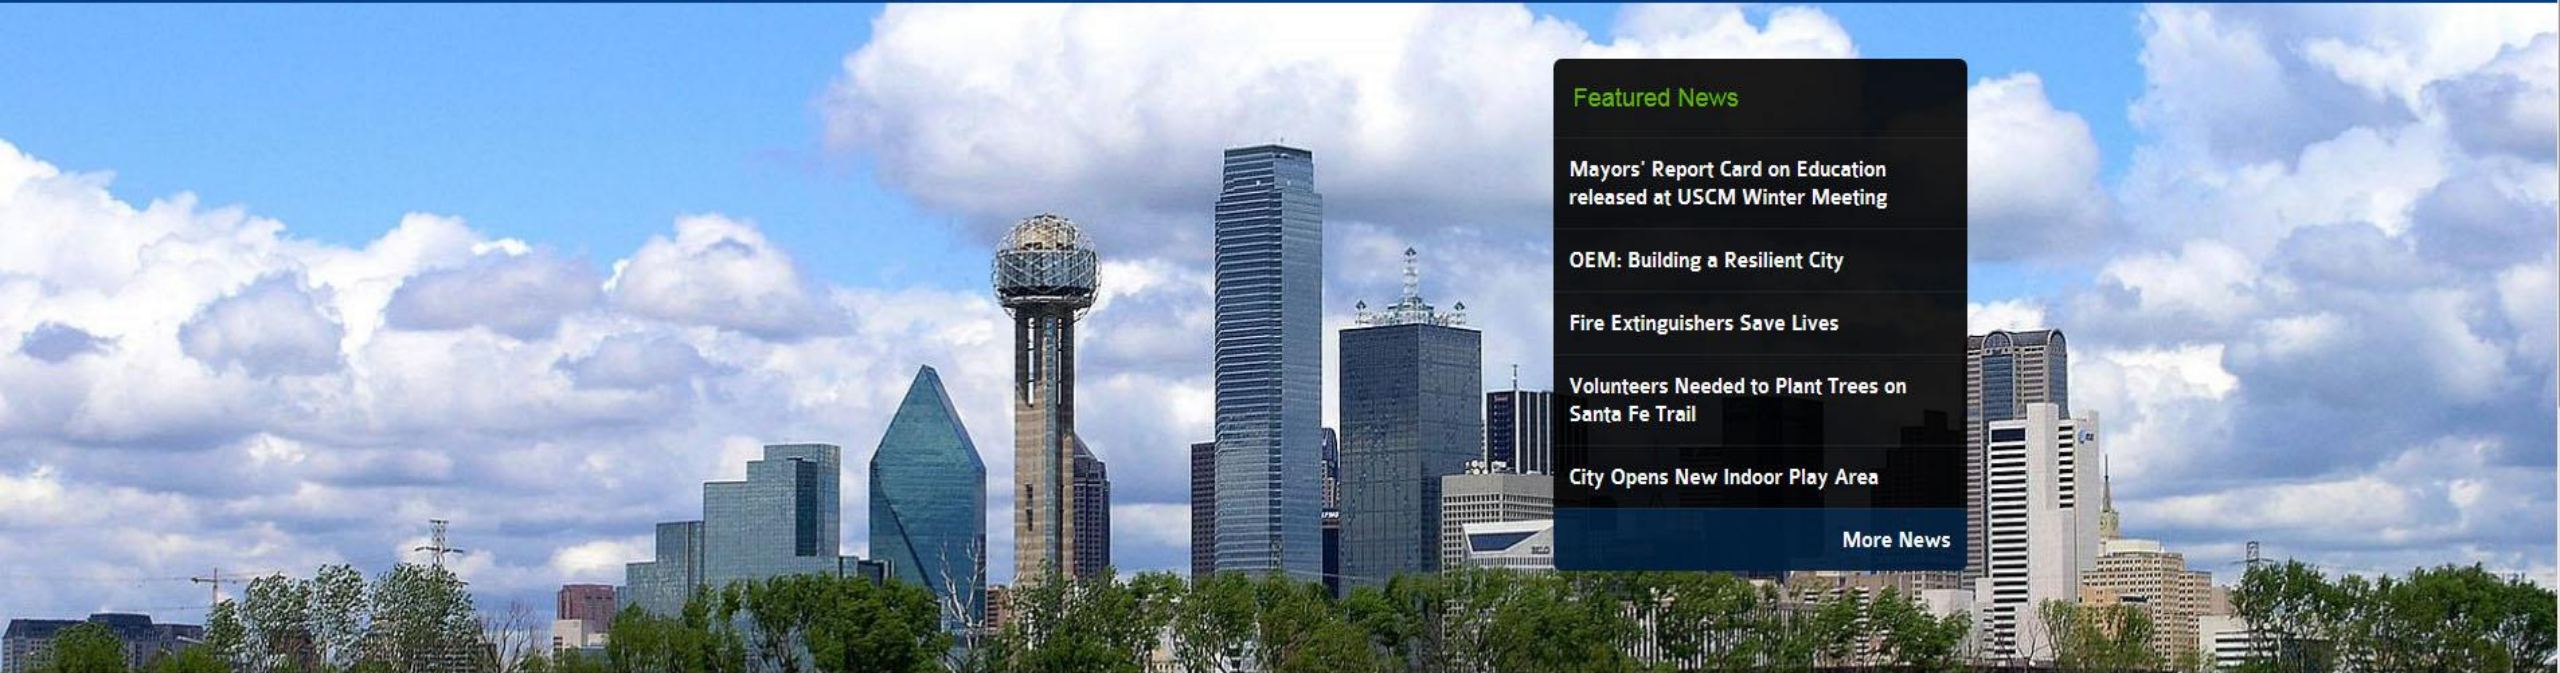 Featured News
Mayors' Report Card on Education
released at USCM Winter Meeting
OEM: Building a Resilient City
Fire Extinguishers Save Lives
Volunteers Needed to Plant Trees on
Santa Fe Trail
City Opens New Indoor Play Area
More News